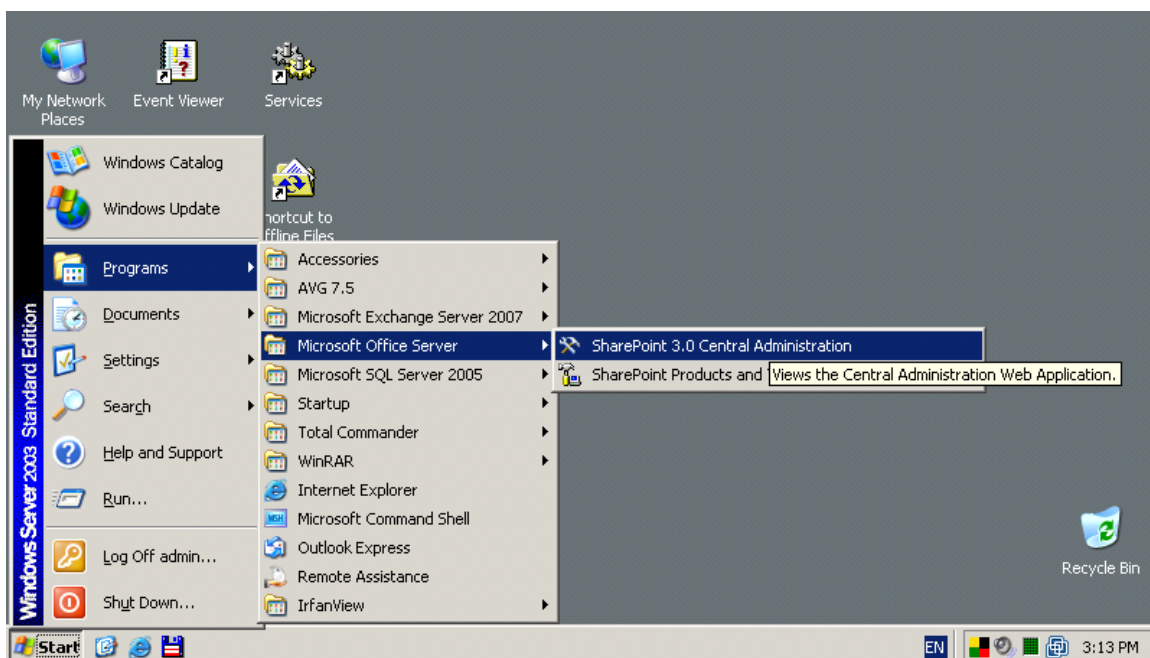 My Network
Places
Event Viewer
Services
hortcut to
ffline Files
Windows Server 2003 Standard Edition
Windows Catalog
Windows Update
Programs
Documents
Settings
Search
Help and Support
Run...
Log Off admin...
Shut Down...
Accessories
AVG 7.5
Microsoft Exchange Server 2007
Microsoft Office Server
Microsoft SQL Server 2005
Startup
Total Commander
WinRAR
Internet Explorer
Microsoft Command Shell
Outlook Express
Remote Assistance
IrfanView
SharePoint 3.0 Central Administration
SharePoint Products and
Views the Central Administration Web Application.
Recycle Bin
Start
EN
3:13 PM